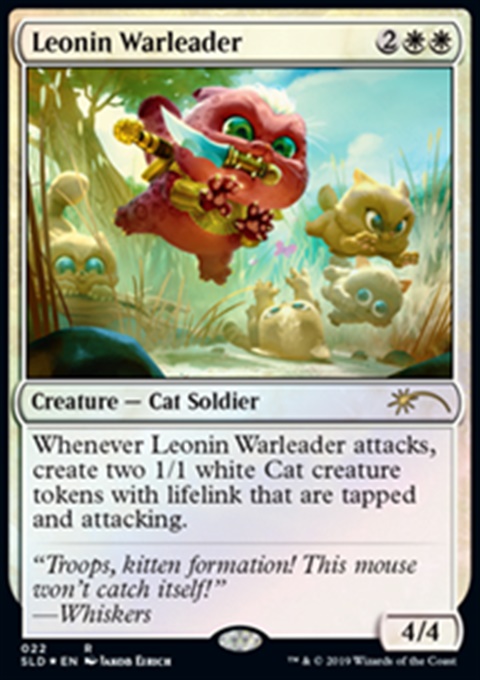 Leonin Warleader 2
Creature — Cat Soldier
Whenever Leonin Warleader attacks,
create two 1/1 white Cat creature
tokens with lifelink that are tapped
and attacking.
“Troops, kitten formation! This mouse
won’t catch itself!”
—Whiskers
4/4
022 R
SLD ★ EN Jakob Eirich
™ & © 2019 Wizards of the Coast